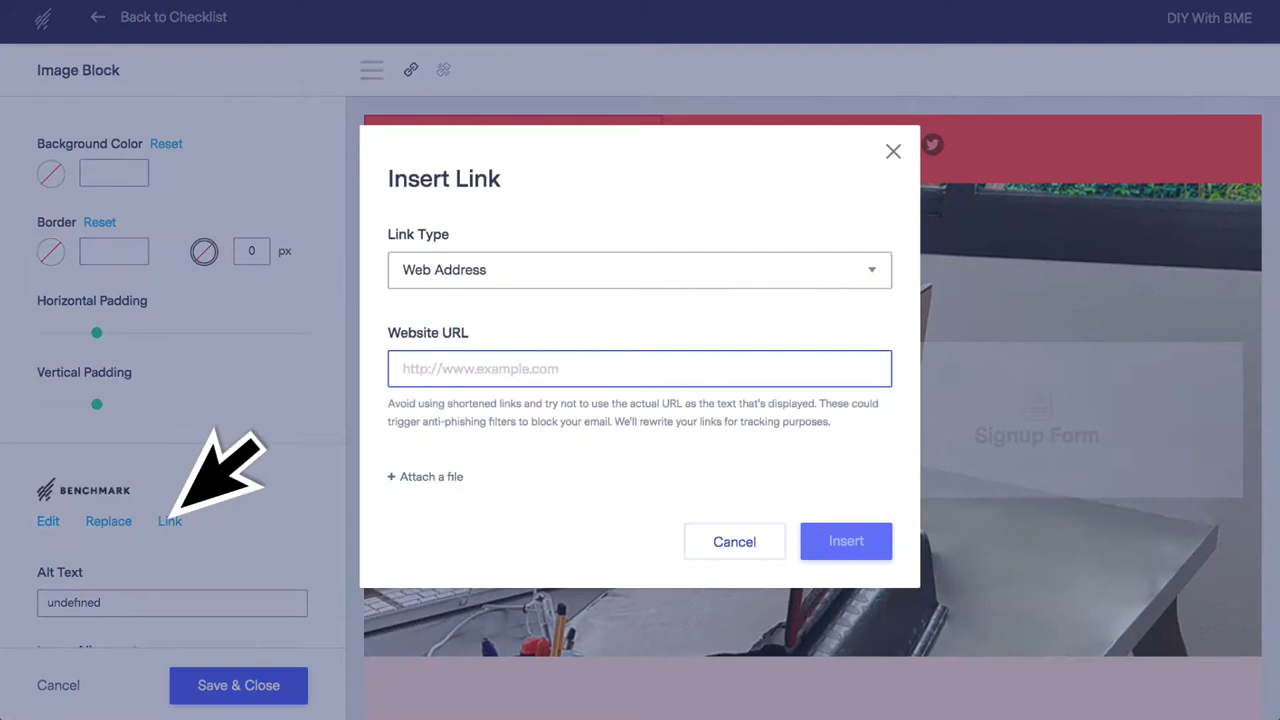 Back to Checklist
DIY With BME
Image Block
Background Color Reset
Border Reset
0 px
Horizontal Padding
Vertical Padding
BENCHMARK
Edit Replace Link
Alt Text
undefined
Cancel
Save & Close
Insert Link
Link Type
Web Address
Website URL
http://www.example.com
Avoid using shortened links and try not to use the actual URL as the text that's displayed. These could
trigger anti-phishing filters to block your email. We'll rewrite your links for tracking purposes.
+ Attach a file
Cancel
Insert
Signup Form